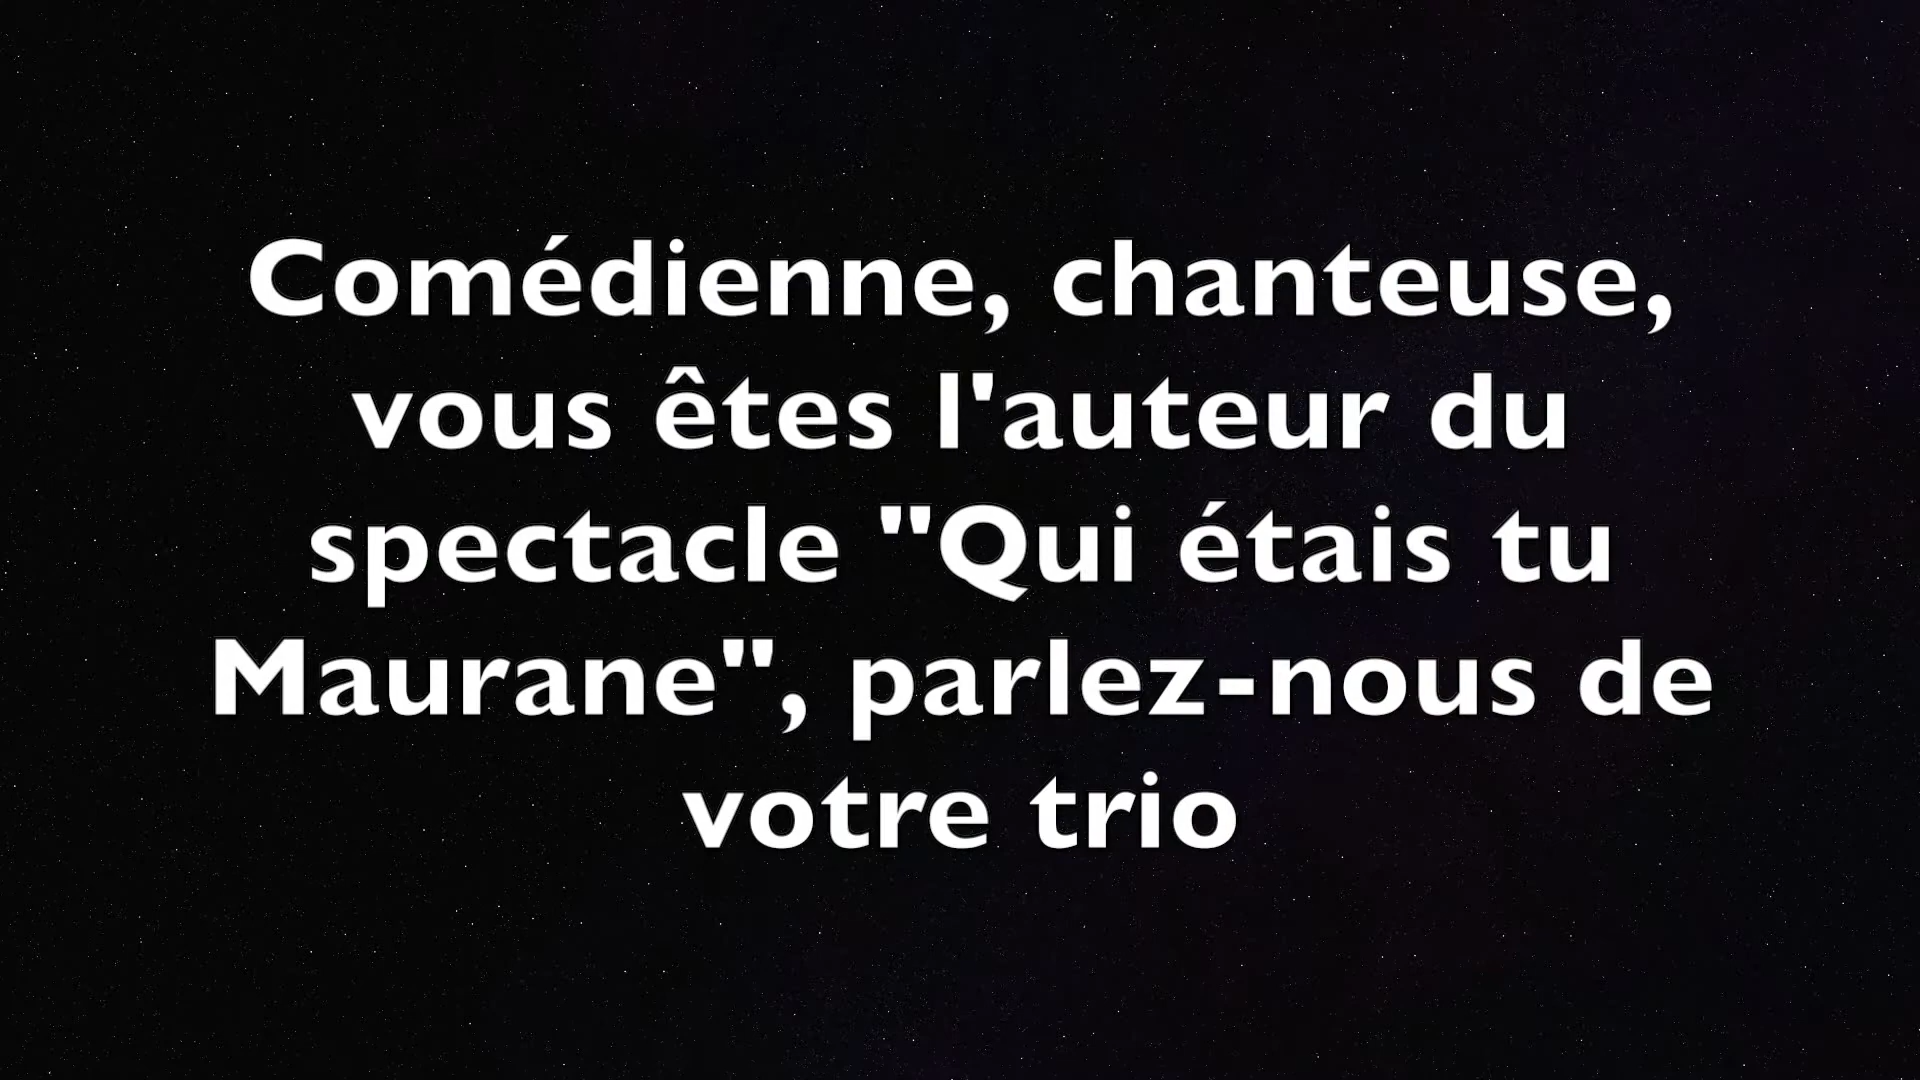 Comédienne, chanteuse,
vous êtes l'auteur du
spectacle "Qui étais tu
Maurane", parlez-nous de
votre trio